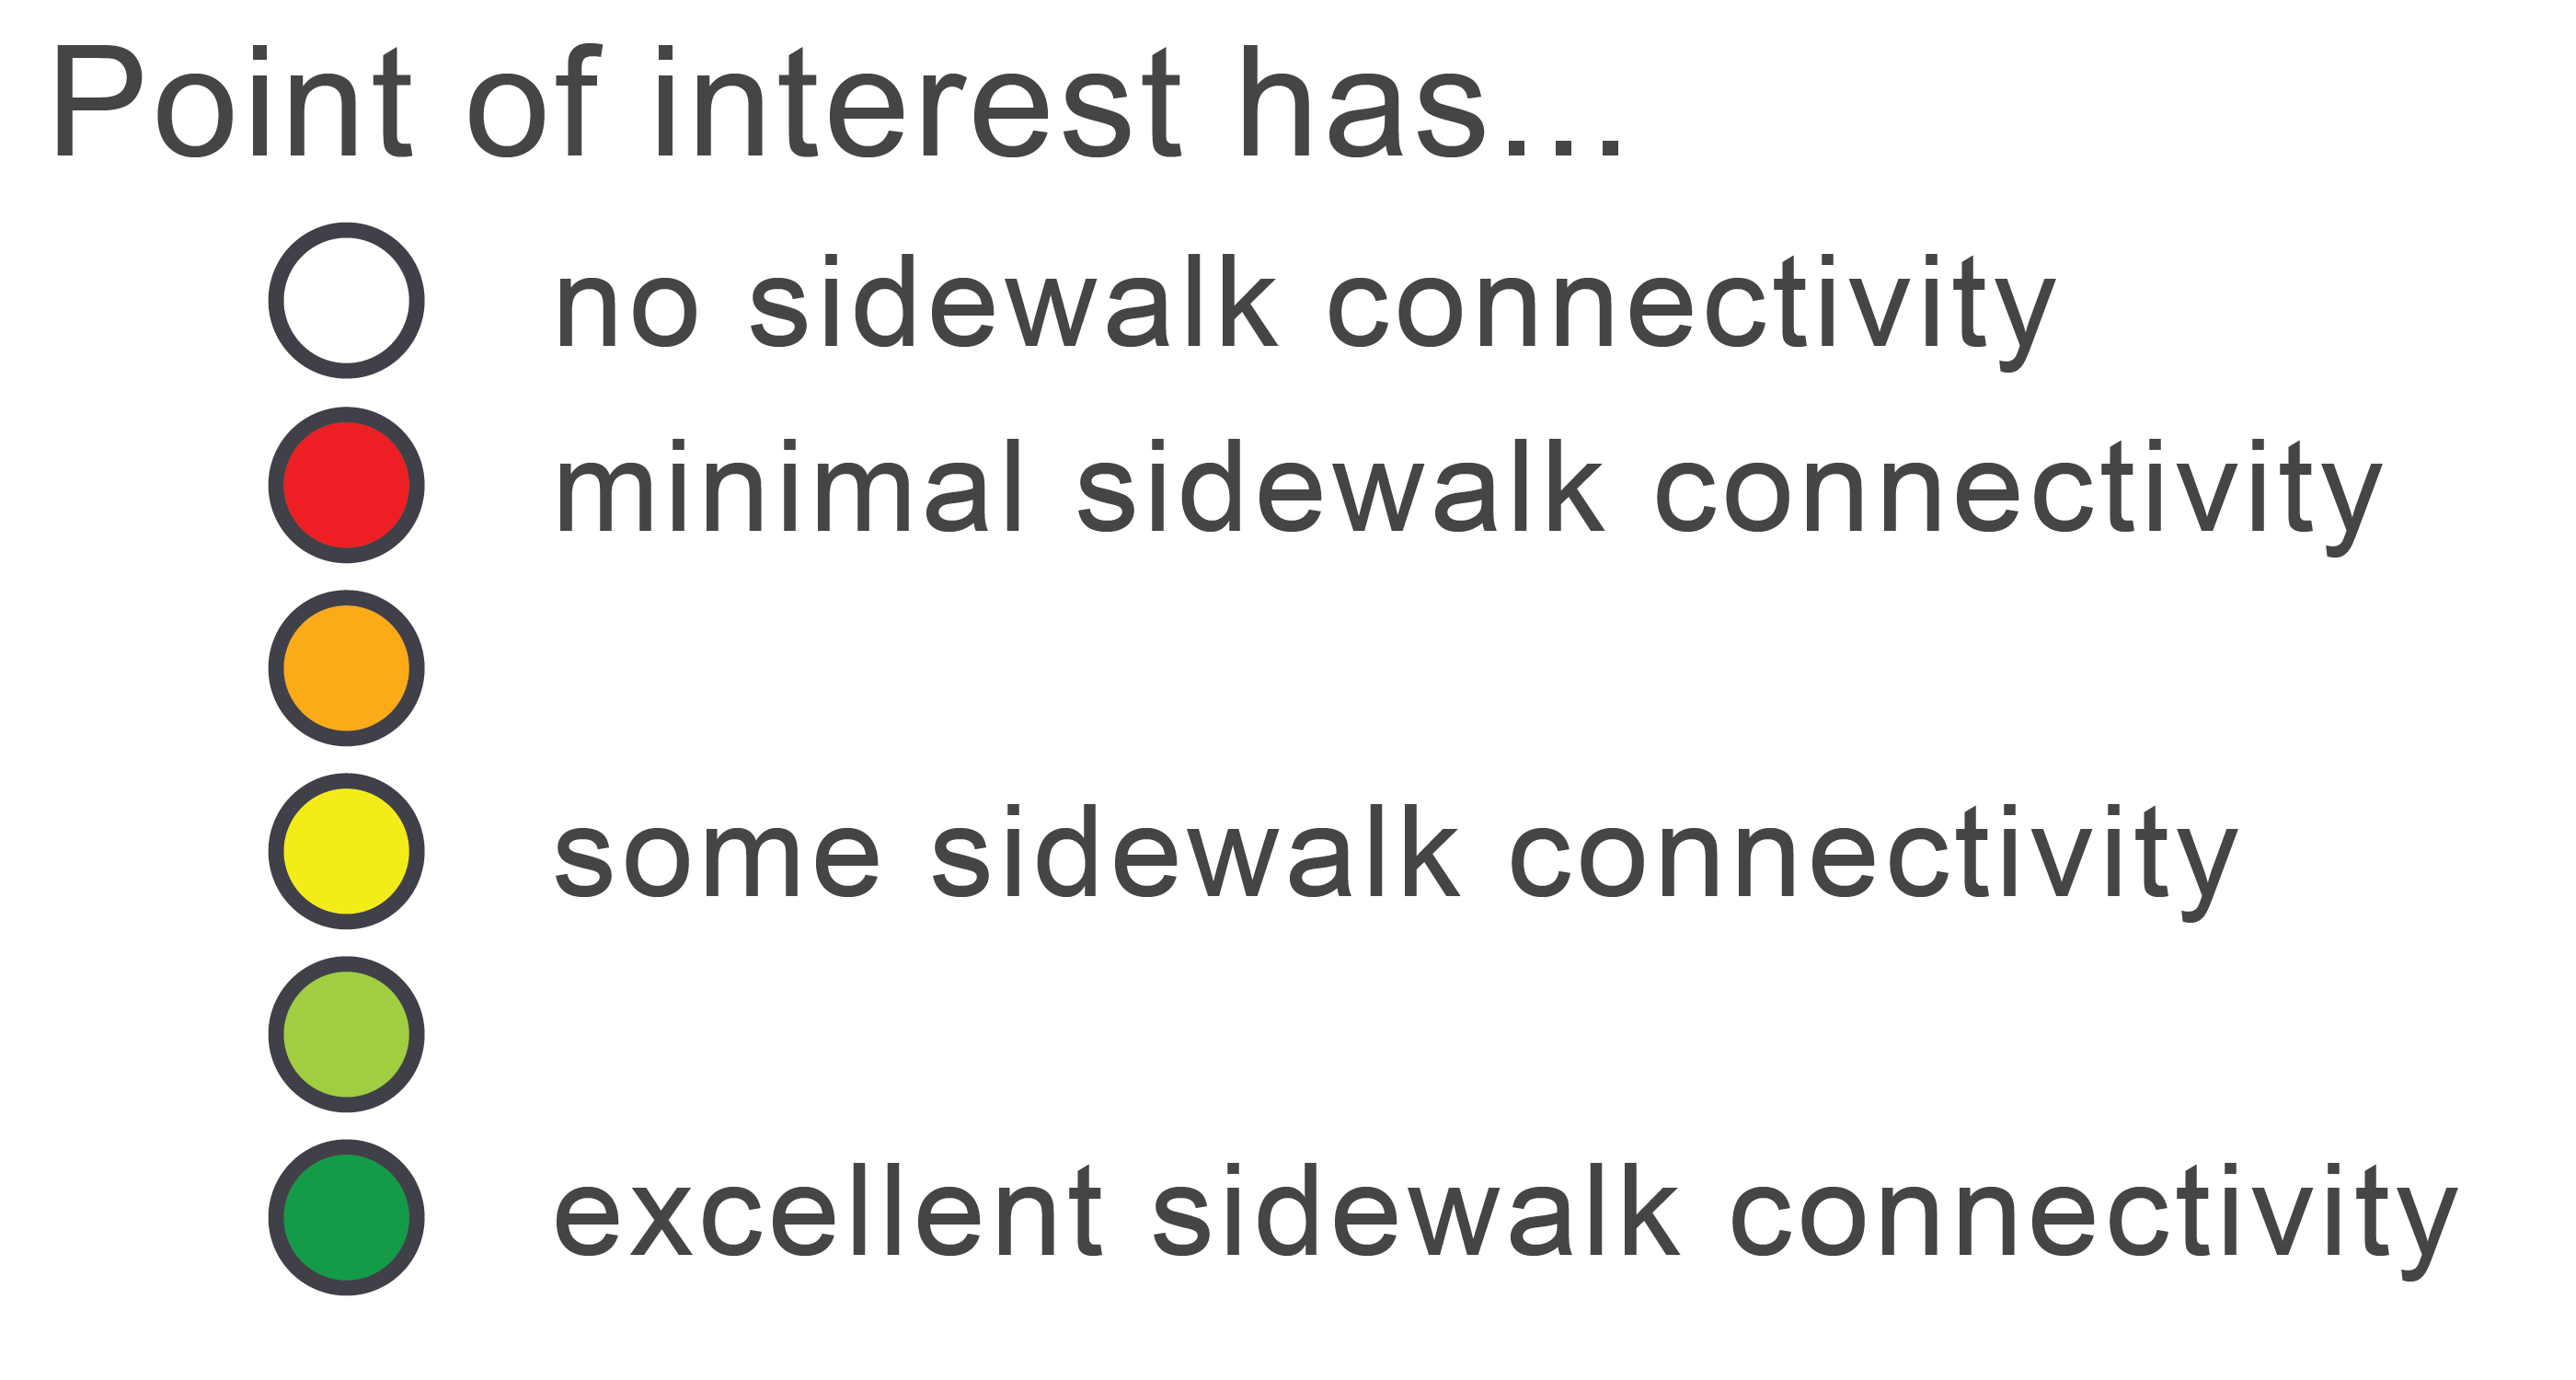 Point of interest has...
no sidewalk connectivity
minimal sidewalk connectivity
some sidewalk connectivity
excellent sidewalk connectivity